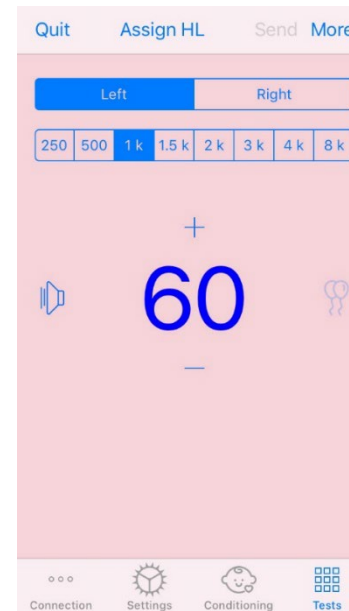 Quit Assign HL Send More
Left Right
250 500 1 k 1.5 k 2 k 3 k 4 k 8 k
+
60
−
Connection Settings Conditioning Tests